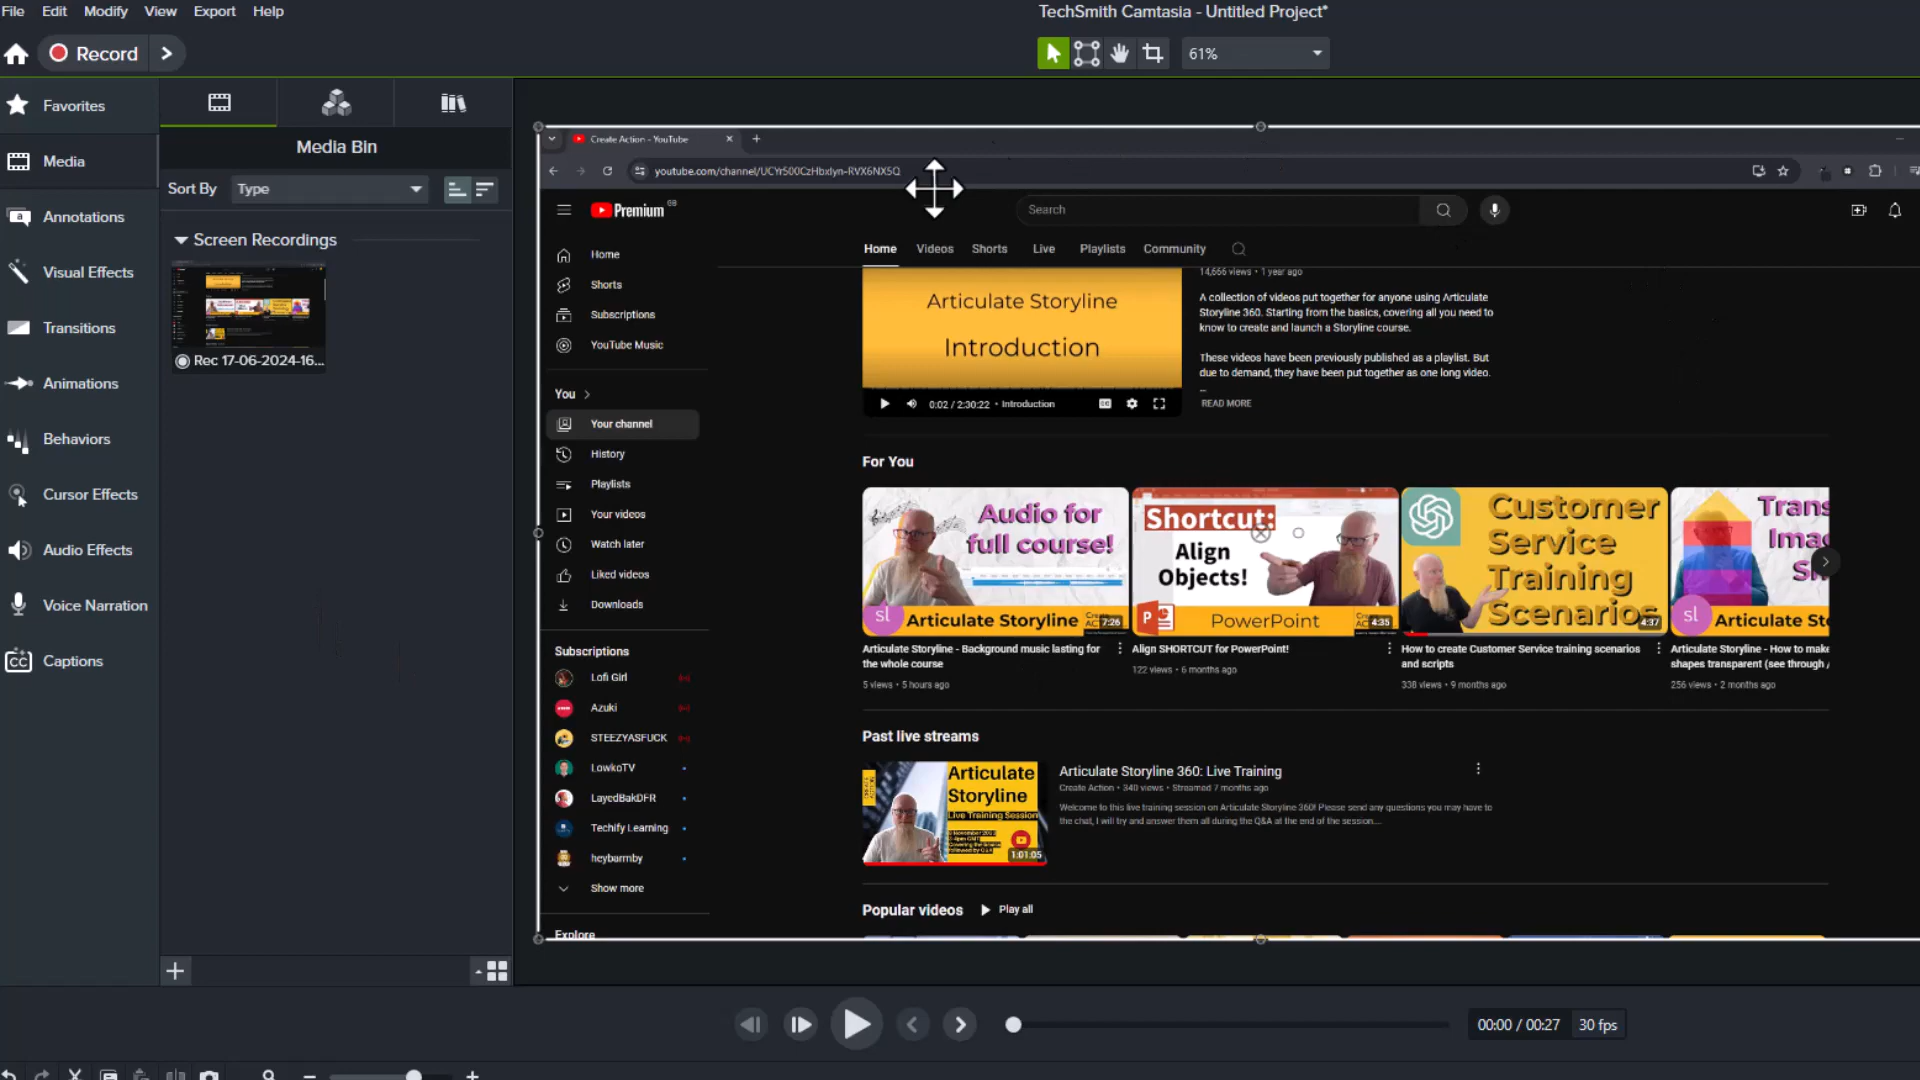 File Edit Modify View Export Help
TechSmith Camtasia - Untitled Project*
Record
61%
Favorites
Media
Annotations
Visual Effects
Transitions
Animations
Behaviors
Cursor Effects
Audio Effects
Voice Narration
CC Captions
Media Bin
Sort By Type
Screen Recordings
Rec 17-06-2024-16...
Create Action - YouTube
youtube.com/channel/UCYr500CzHbxlyn-RVX6NX5Q
Premium GB
Search
Home Videos Shorts Live Playlists Community
Home
Shorts
Subscriptions
YouTube Music
You
Your channel
History
Playlists
Your videos
Watch later
Liked videos
Downloads
Subscriptions
Lofi Girl
Azuki
STEEZYASFUCK
LowkoTV
LayedBakDFR
Techify Learning
heybarmby
Show more
Explore
Articulate Storyline
Introduction
0:02 / 2:30:22 • Introduction
14,666 views • 1 year ago
A collection of videos put together for anyone using Articulate
Storyline 360. Starting from the basics, covering all you need to
know to create and launch a Storyline course.
These videos have been previously published as a playlist. But
due to demand, they have been put together as one long video.
...
READ MORE
For You
Audio for
full course!
sl Articulate Storyline
7:26
Articulate Storyline - Background music lasting for
the whole course
5 views • 5 hours ago
Shortcut:
Align
Objects!
P PowerPoint
4:35
Align SHORTCUT for PowerPoint!
122 views • 6 months ago
Customer
Service
Training
Scenarios
4:37
How to create Customer Service training scenarios
and scripts
338 views • 9 months ago
Trans
Ima
Sh
sl Articulate St
Articulate Storyline - How to make
shapes transparent (see through /
256 views • 2 months ago
Past live streams
Articulate
Storyline
Live Training Session
1:01:05
Articulate Storyline 360: Live Training
Create Action • 340 views • Streamed 7 months ago
Welcome to this live training session on Articulate Storyline 360! Please send any questions you may have to
the chat, I will try and answer them all during the Q&A at the end of the session....
Popular videos Play all
00:00 / 00:27 30 fps